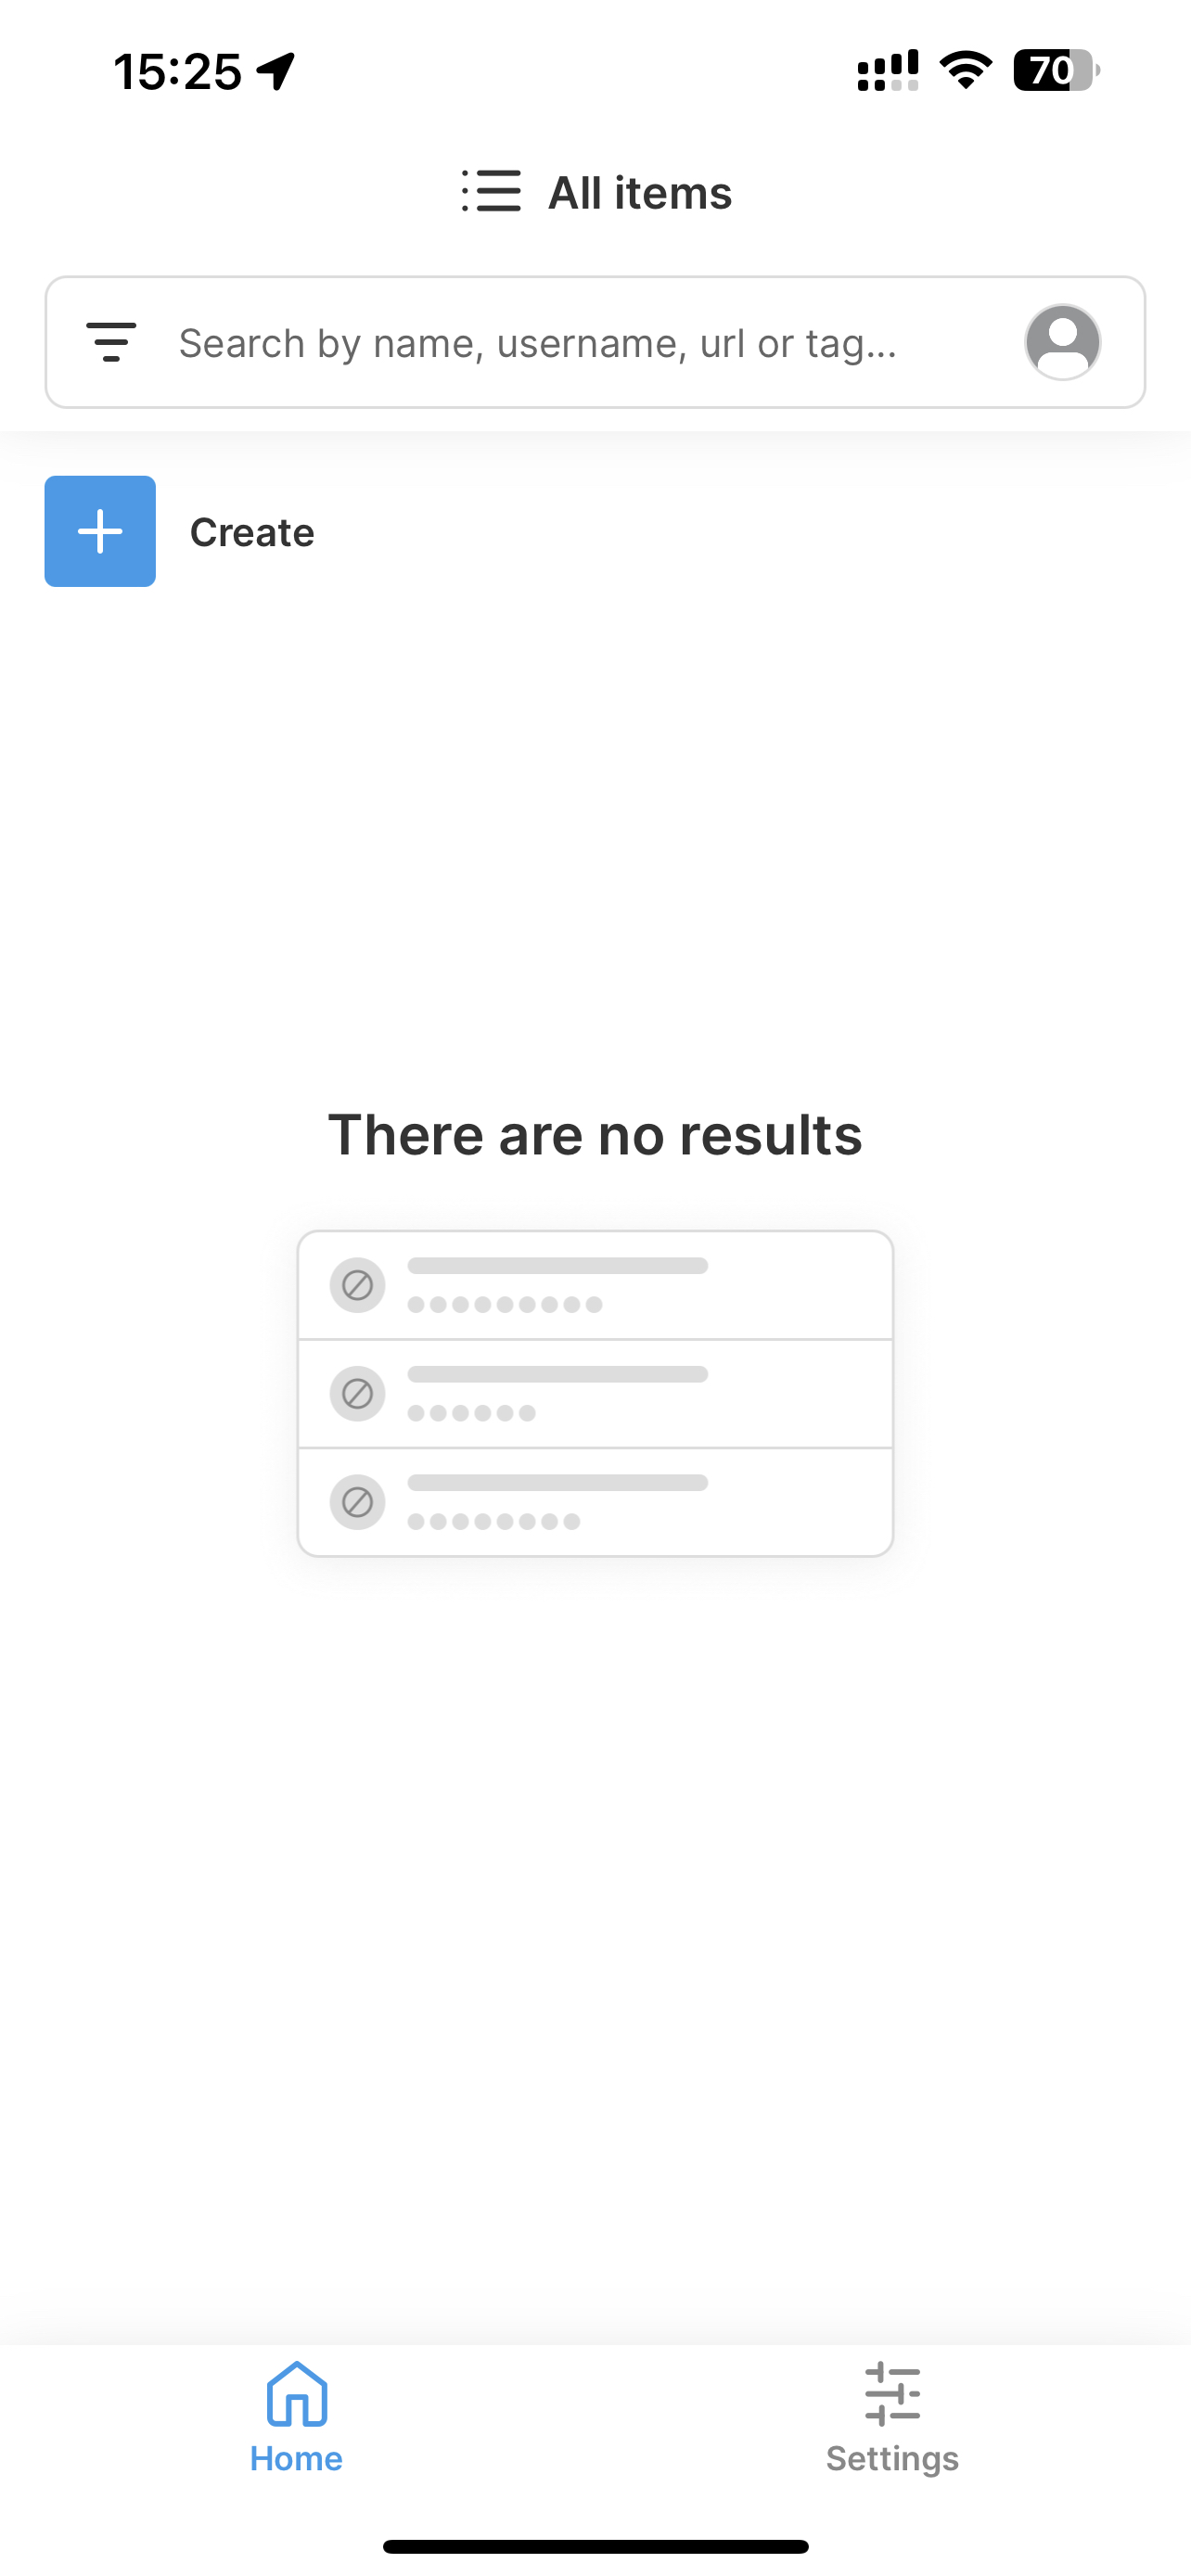 15:25
70
All items
Search by name, username, url or tag...
Create
There are no results
Home
Settings